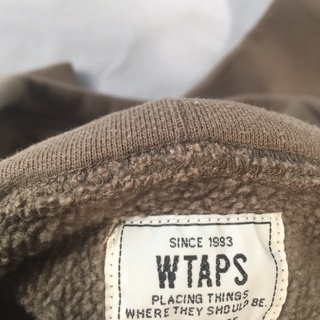 SINCE 1993
WTAPS
PLACING THINGS
WHERE THEY SHOULD BE.